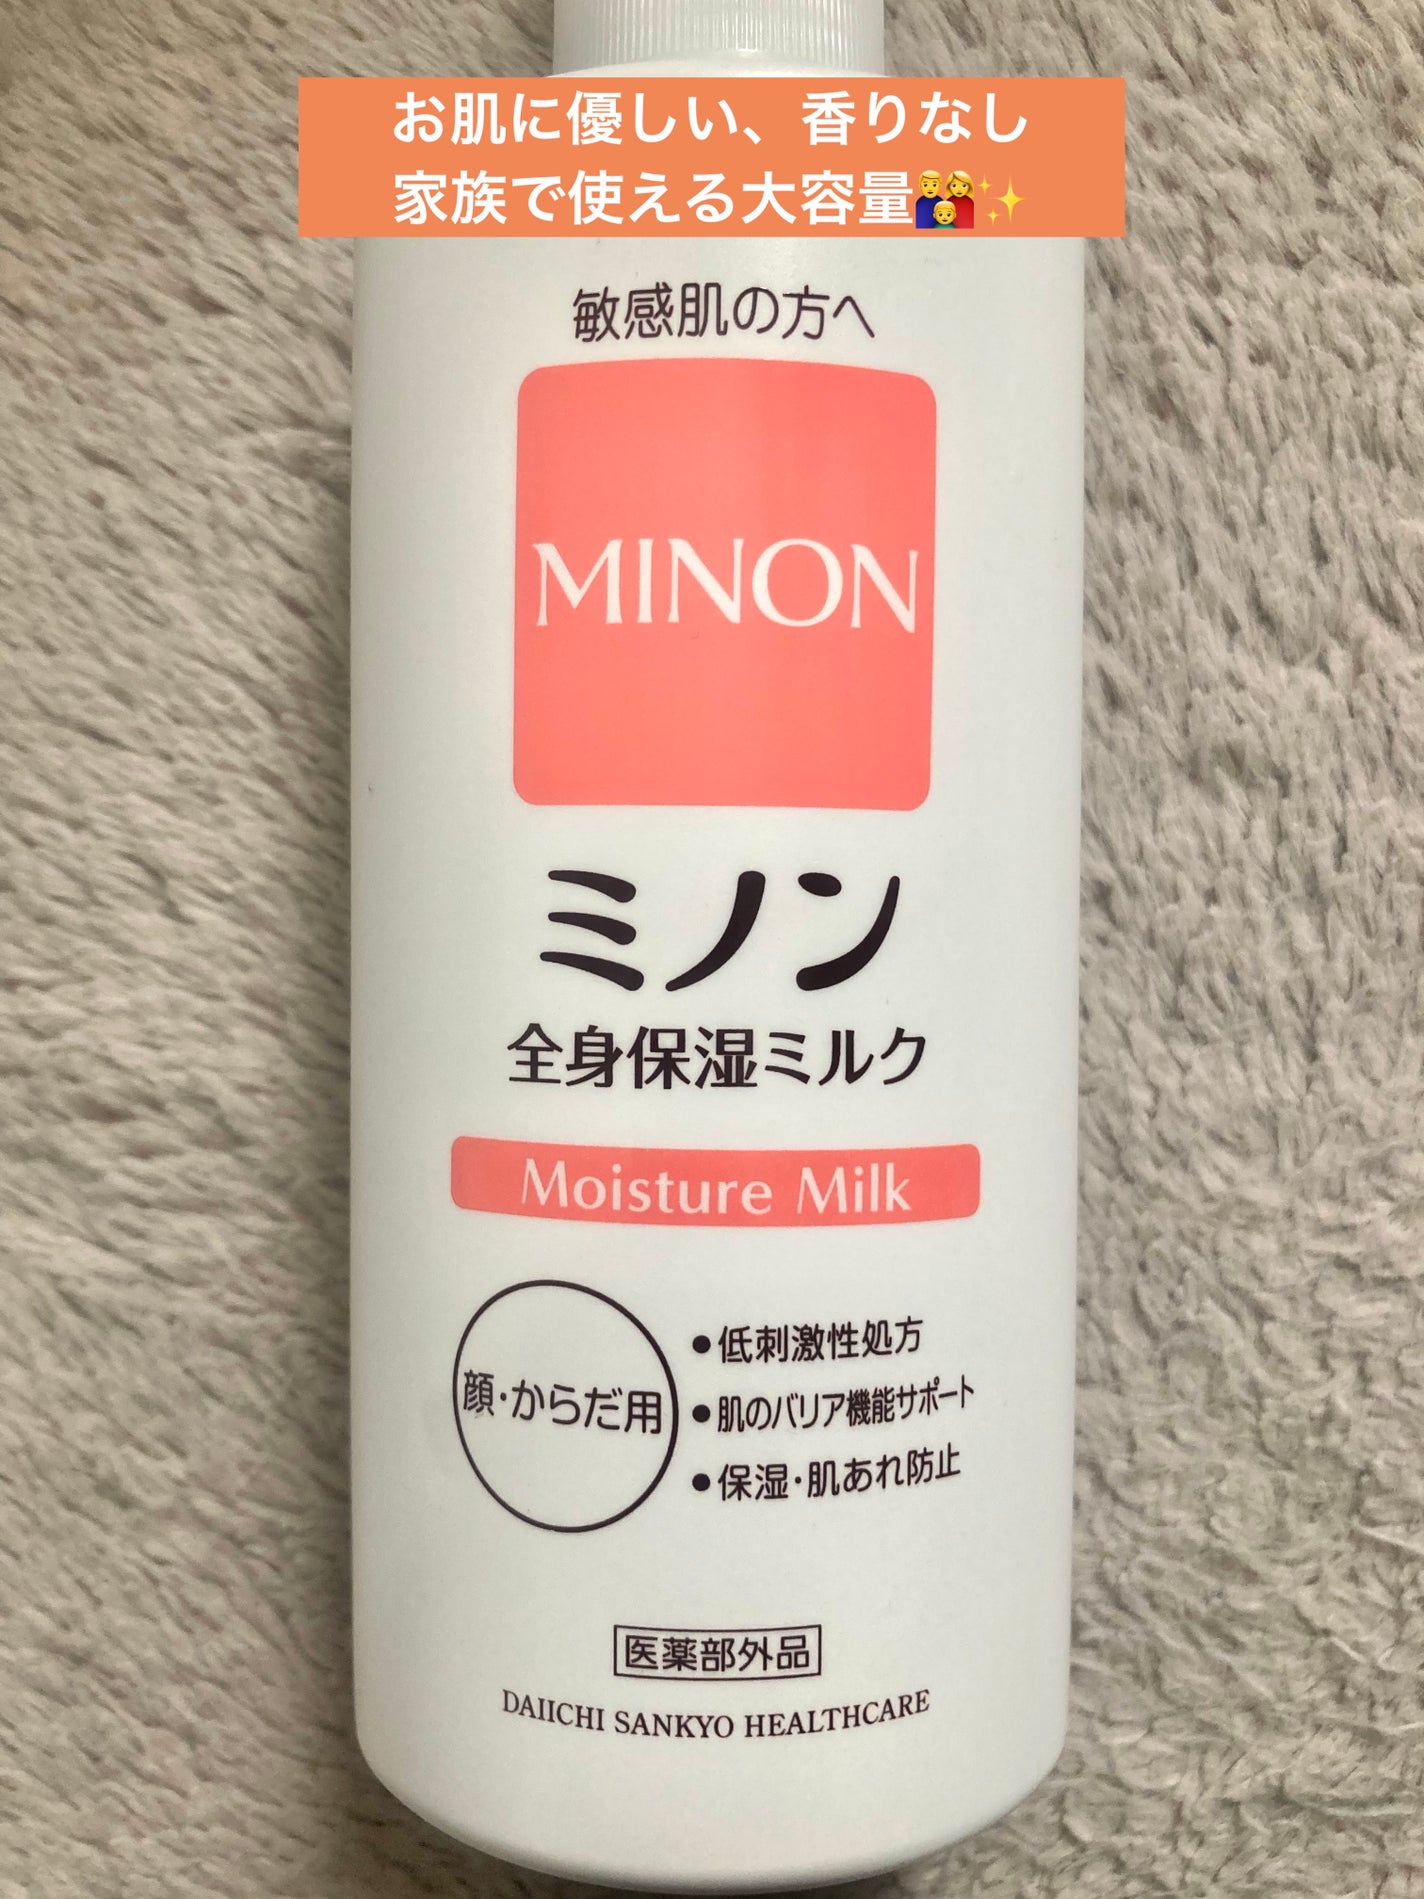 お肌に優しい、香りなし
家族で使える大容量👨‍👩‍👦✨
敏感肌の方へ
MINON
ミノン
全身保湿ミルク
Moisture Milk
顔・からだ用
●低刺激性処方
●肌のバリア機能サポート
●保湿・肌あれ防止
医薬部外品
DAIICHI SANKYO HEALTHCARE